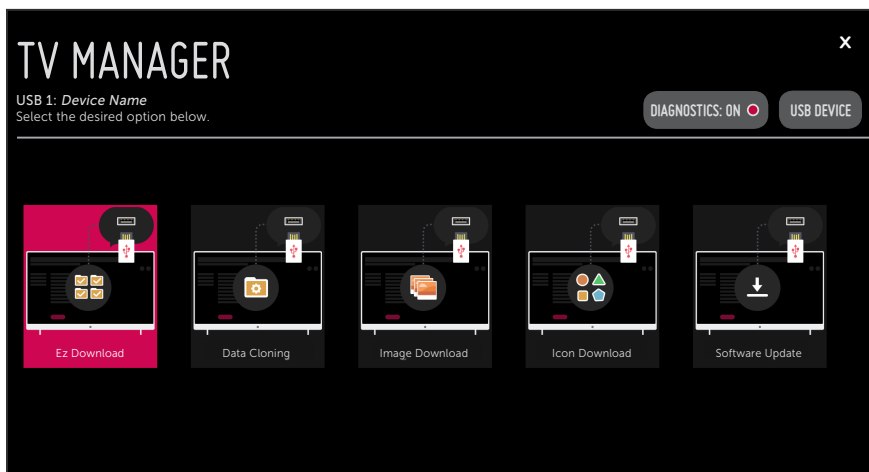 TV MANAGER
X
USB 1: Device Name
Select the desired option below.
DIAGNOSTICS: ON
USB DEVICE
Ez Download
Data Cloning
Image Download
Icon Download
Software Update